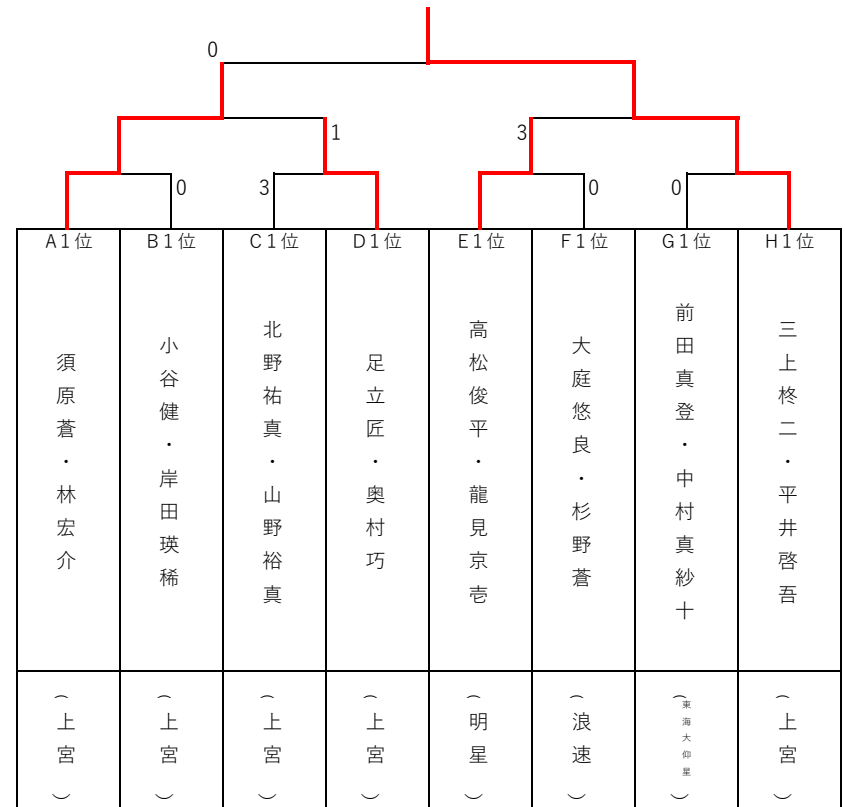 0
1
3
0
3
0
0
A1位
B1位
C1位
D1位
E1位
F1位
G1位
H1位
須原蒼・林宏介
小谷健・岸田瑛稀
北野祐真・山野裕真
足立匠・奥村巧
高松俊平・龍見京壱
大庭悠良・杉野蒼
前田真登・中村真紗十
三上柊二・平井啓吾
(上宮)
(上宮)
(上宮)
(上宮)
(明星)
(浪速)
(東海大仰星)
(上宮)